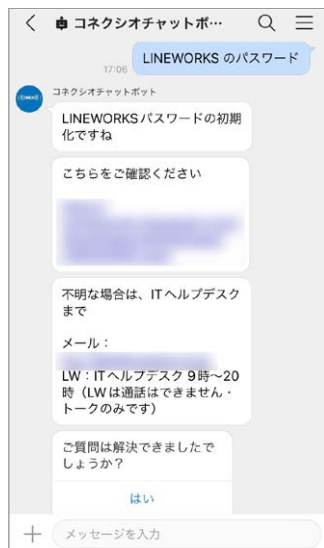 コネクシオチャットボ…
LINEWORKS のパスワード
17:06
コネクシオチャットボット
LINEWORKSパスワードの初期
化ですね
こちらをご確認ください
不明な場合は、ITヘルプデスク
まで
メール：
LW：ITヘルプデスク 9時～20
時（LWは通話はできません・
トークのみです）
ご質問は解決できましたで
しょうか？
はい
メッセージを入力